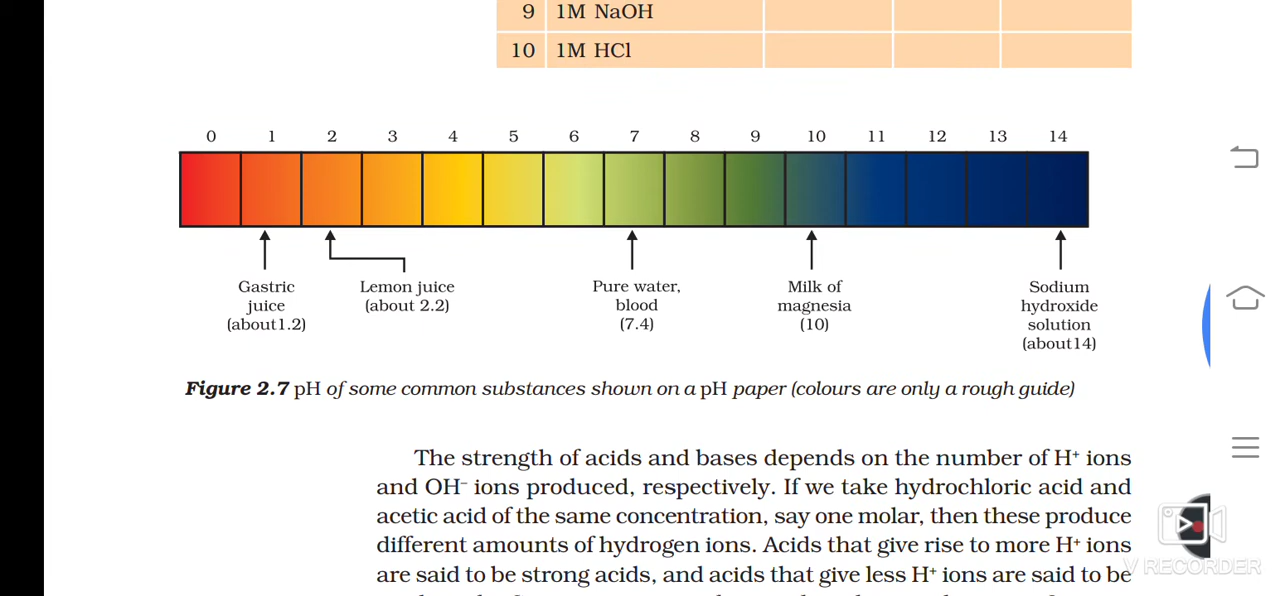 9 1M NaOH
10 1M HCl
0 1 2 3 4 5 6 7 8 9 10 11 12 13 14
Gastric
juice
(about1.2)
Lemon juice
(about 2.2)
Pure water,
blood
(7.4)
Milk of
magnesia
(10)
Sodium
hydroxide
solution
(about14)
Figure 2.7 pH of some common substances shown on a pH paper (colours are only a rough guide)
The strength of acids and bases depends on the number of H⁺ ions
and OH⁻ ions produced, respectively. If we take hydrochloric acid and
acetic acid of the same concentration, say one molar, then these produce
different amounts of hydrogen ions. Acids that give rise to more H⁺ ions
are said to be strong acids, and acids that give less H⁺ ions are said to be
V RECORDER